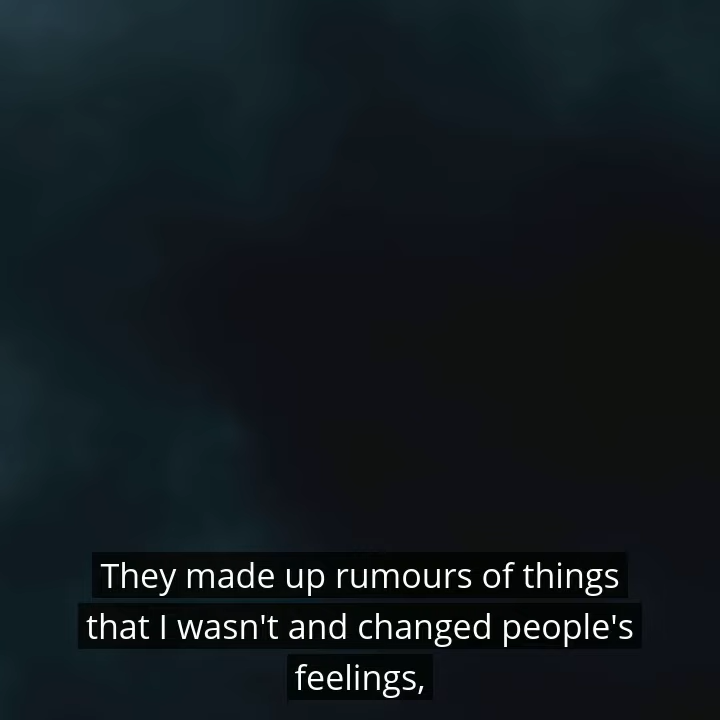 They made up rumours of things
that I wasn't and changed people's
feelings,